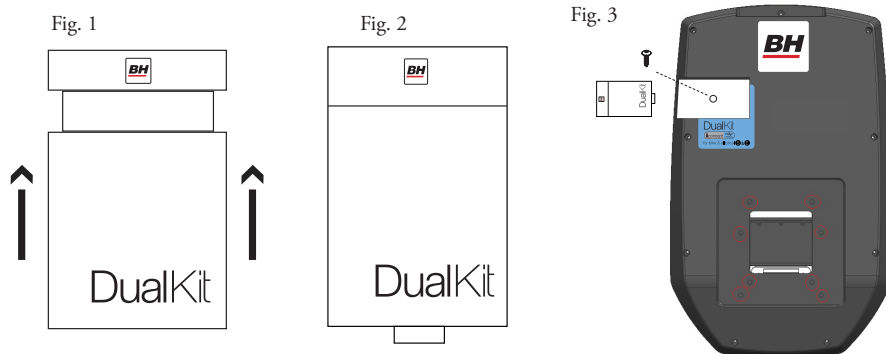 Fig. 1
BH
DualKit
Fig. 2
BH
DualKit
Fig. 3
BH
DualKit
DualKit